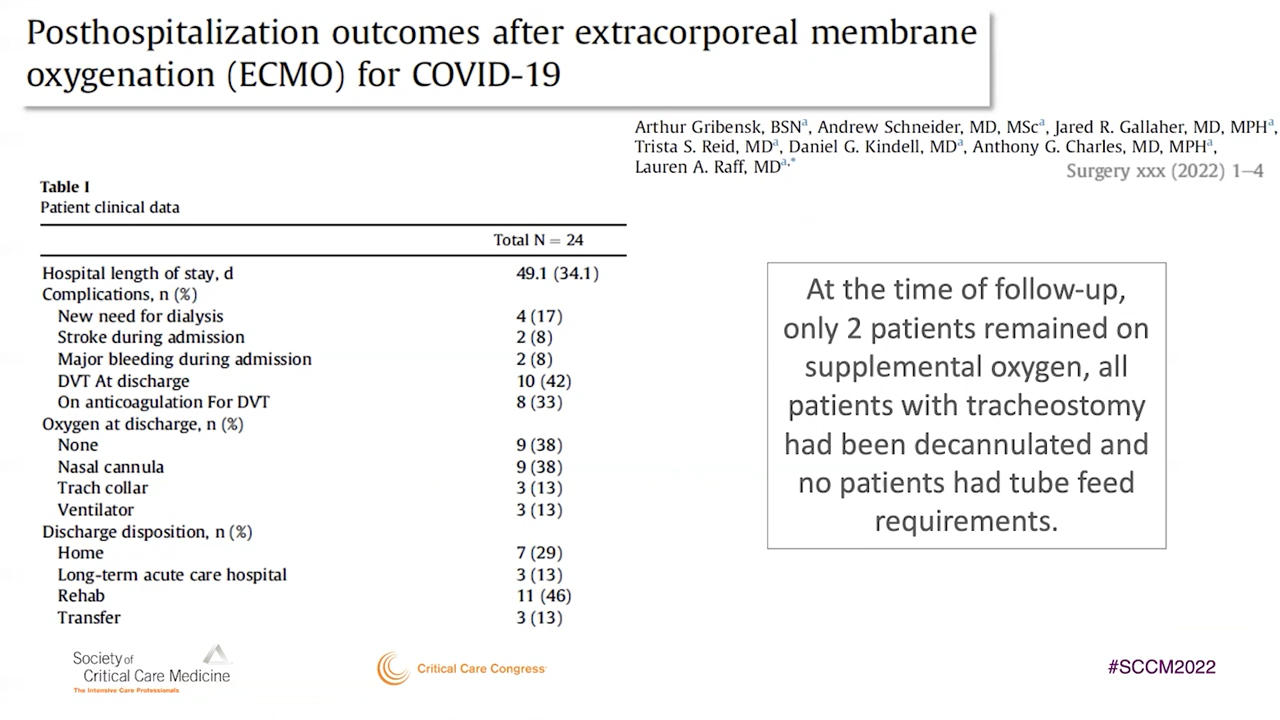 Posthospitalization outcomes after extracorporeal membrane
oxygenation (ECMO) for COVID-19
Arthur Gribensk, BSNª, Andrew Schneider, MD, MScª, Jared R. Gallaher, MD, MPHª,
Trista S. Reid, MDª, Daniel G. Kindell, MDª, Anthony G. Charles, MD, MPHª,
Lauren A. Raff, MDª,*
Surgery xxx (2022) 1–4
Table I
Patient clinical data
Total N = 24
Hospital length of stay, d 49.1 (34.1)
Complications, n (%)
New need for dialysis 4 (17)
Stroke during admission 2 (8)
Major bleeding during admission 2 (8)
DVT At discharge 10 (42)
On anticoagulation For DVT 8 (33)
Oxygen at discharge, n (%)
None 9 (38)
Nasal cannula 9 (38)
Trach collar 3 (13)
Ventilator 3 (13)
Discharge disposition, n (%)
Home 7 (29)
Long-term acute care hospital 3 (13)
Rehab 11 (46)
Transfer 3 (13)
At the time of follow-up,
only 2 patients remained on
supplemental oxygen, all
patients with tracheostomy
had been decannulated and
no patients had tube feed
requirements.
Society of
Critical Care Medicine
The Intensive Care Professionals
Critical Care Congress
#SCCM2022